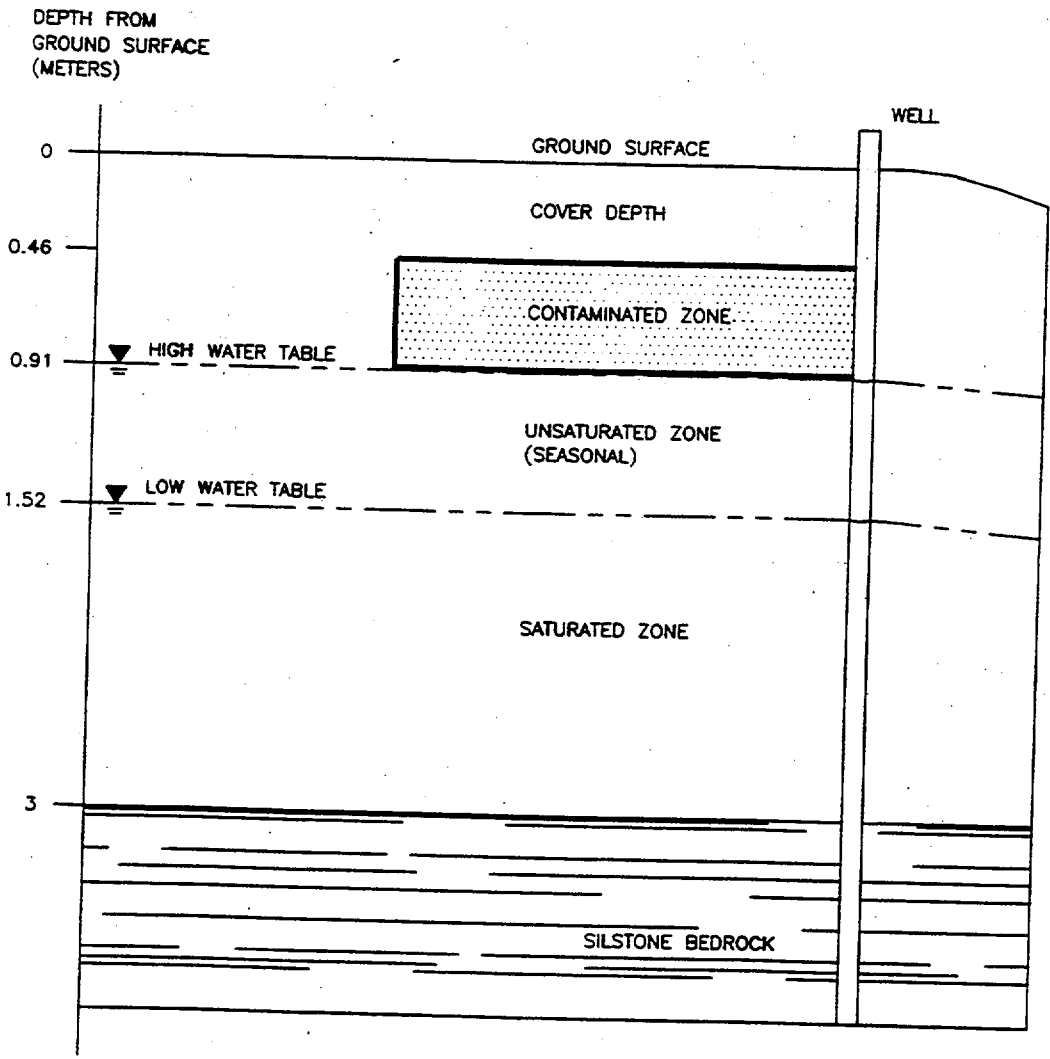 DEPTH FROM
GROUND SURFACE
(METERS)
WELL
0
GROUND SURFACE
COVER DEPTH
0.46
CONTAMINATED ZONE
HIGH WATER TABLE
0.91
UNSATURATED ZONE
(SEASONAL)
LOW WATER TABLE
1.52
SATURATED ZONE
3
SILSTONE BEDROCK